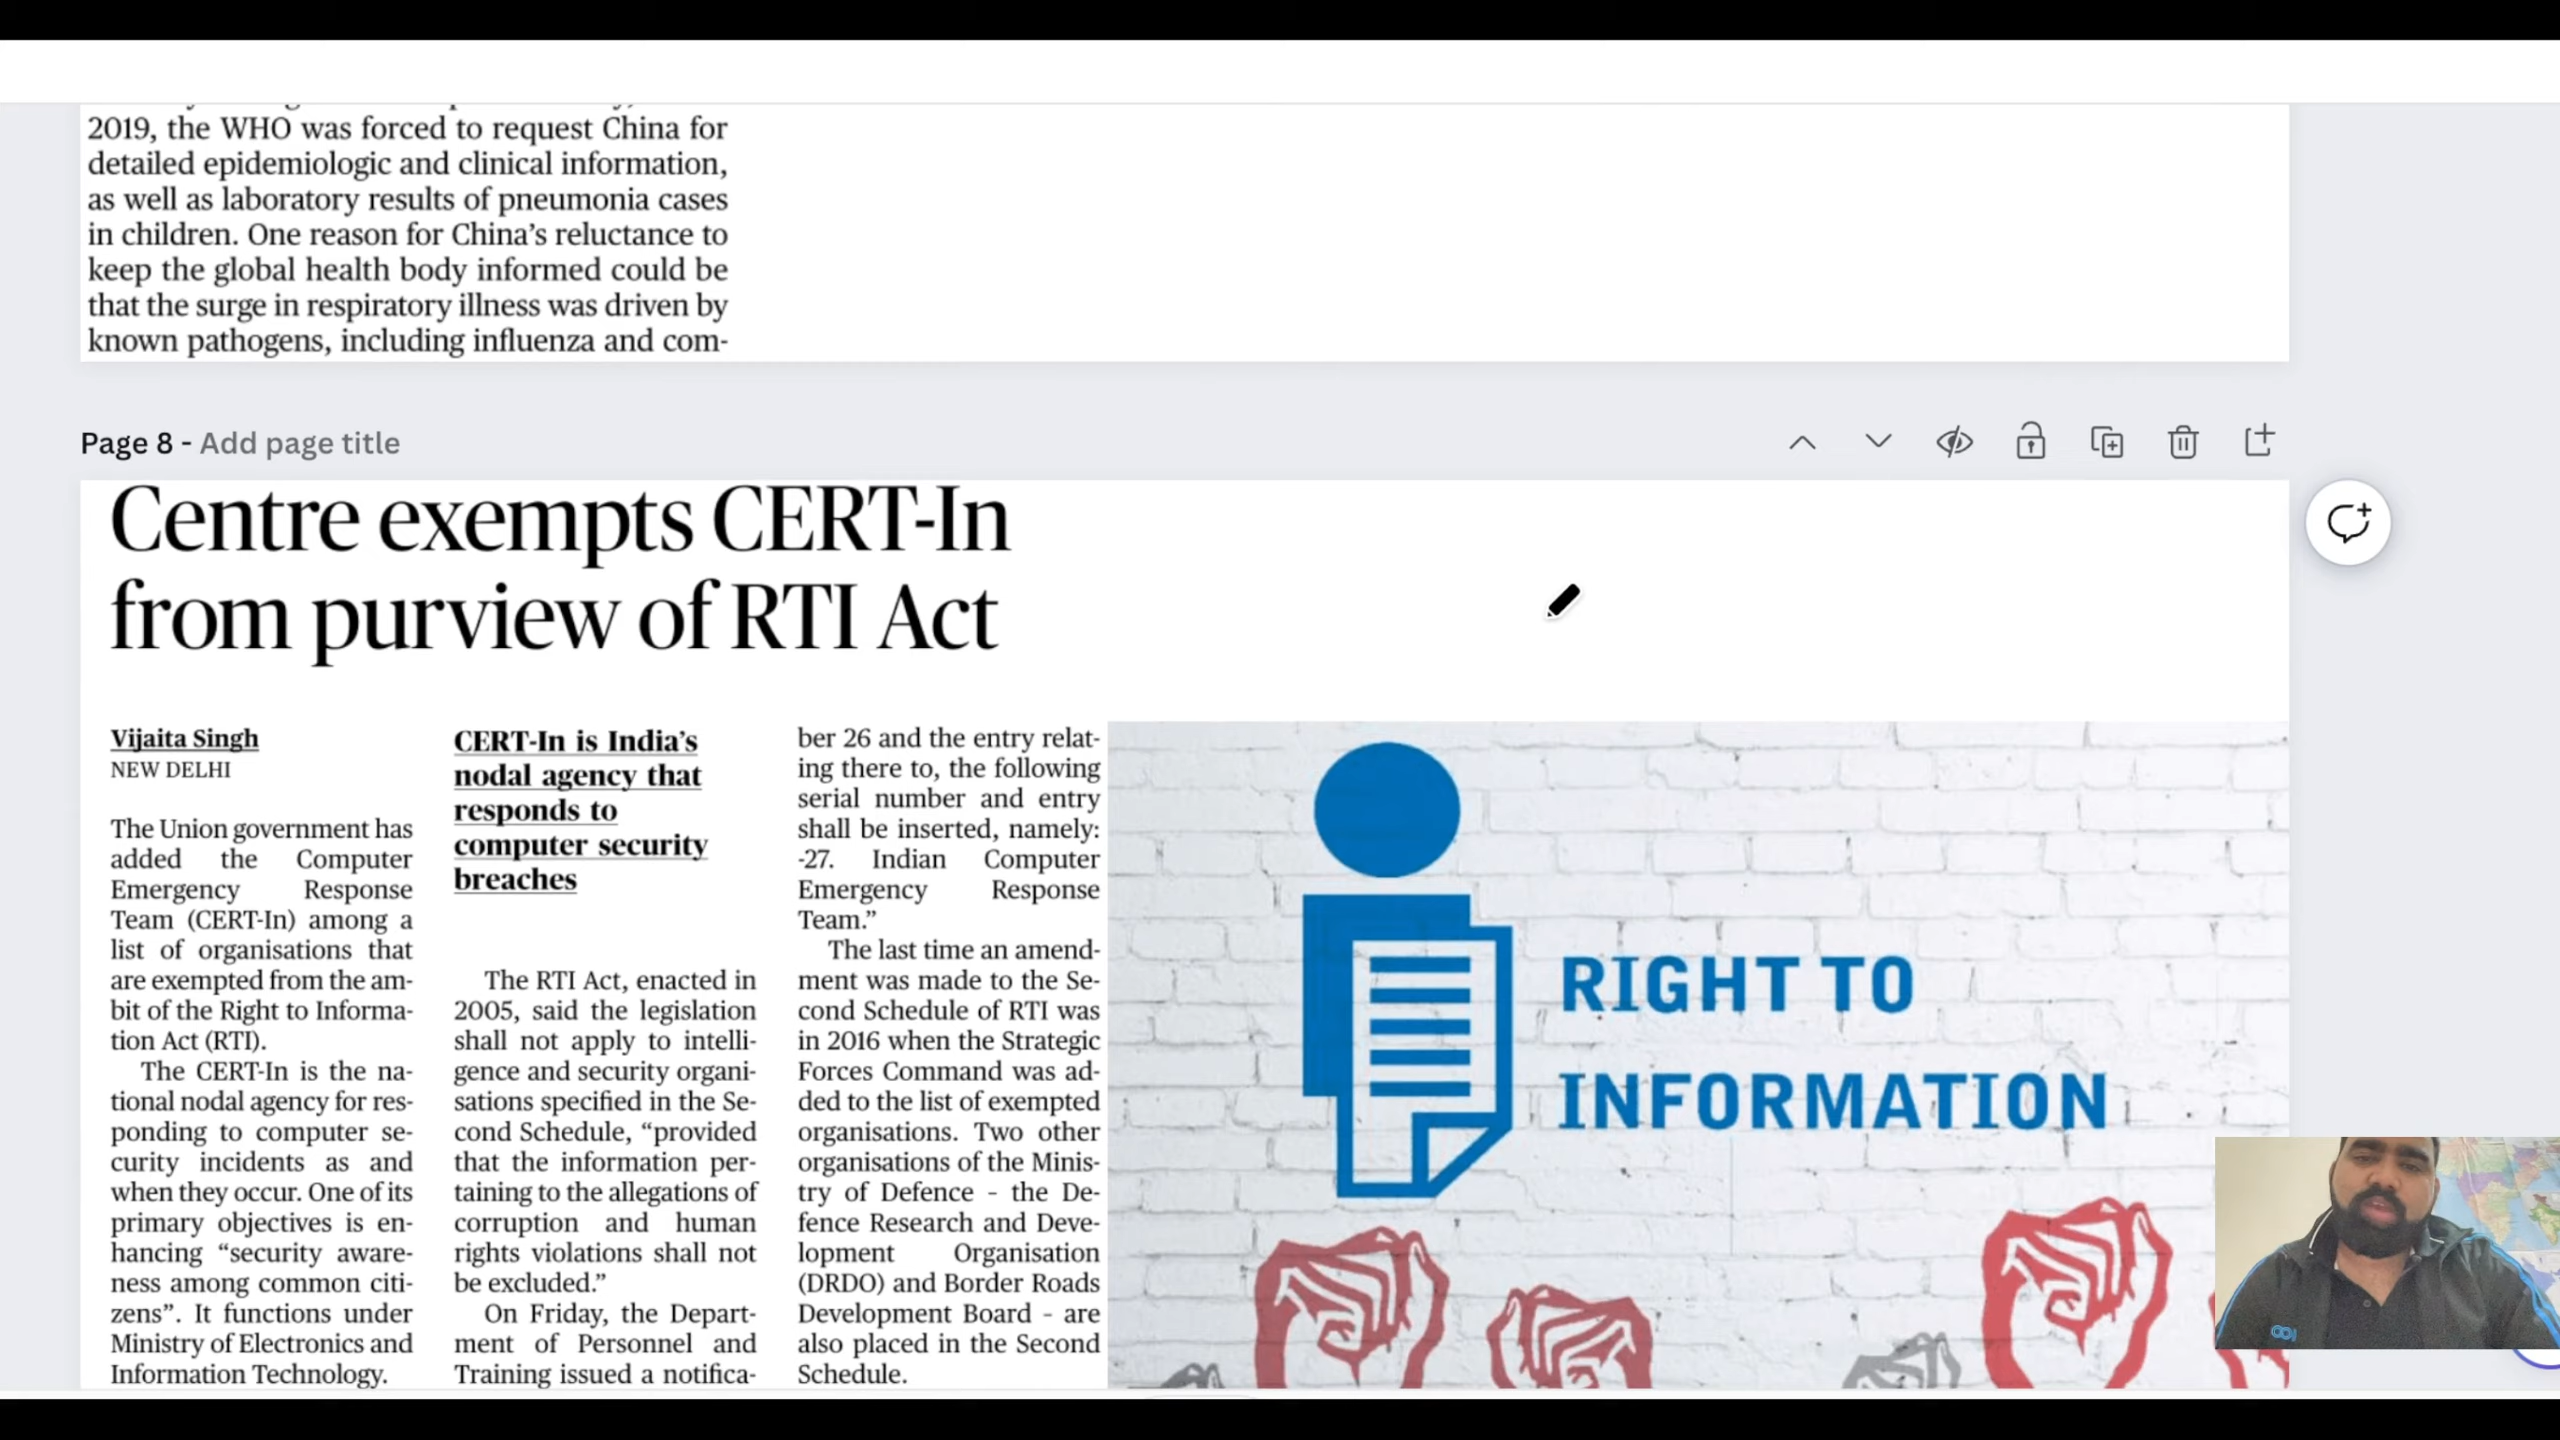 2019, the WHO was forced to request China for
detailed epidemiologic and clinical information,
as well as laboratory results of pneumonia cases
in children. One reason for China’s reluctance to
keep the global health body informed could be
that the surge in respiratory illness was driven by
known pathogens, including influenza and com-
Page 8 - Add page title
Centre exempts CERT-In
from purview of RTI Act
Vijaita Singh
NEW DELHI
The Union government has
added the Computer
Emergency Response
Team (CERT-In) among a
list of organisations that
are exempted from the am-
bit of the Right to Informa-
tion Act (RTI).
The CERT-In is the na-
tional nodal agency for res-
ponding to computer se-
curity incidents as and
when they occur. One of its
primary objectives is en-
hancing “security aware-
ness among common citi-
zens”. It functions under
Ministry of Electronics and
Information Technology.
CERT-In is India’s
nodal agency that
responds to
computer security
breaches
The RTI Act, enacted in
2005, said the legislation
shall not apply to intelli-
gence and security organi-
sations specified in the Se-
cond Schedule, “provided
that the information per-
taining to the allegations of
corruption and human
rights violations shall not
be excluded.”
On Friday, the Depart-
ment of Personnel and
Training issued a notifica-
ber 26 and the entry relat-
ing there to, the following
serial number and entry
shall be inserted, namely:
-27. Indian Computer
Emergency Response
Team.”
The last time an amend-
ment was made to the Se-
cond Schedule of RTI was
in 2016 when the Strategic
Forces Command was ad-
ded to the list of exempted
organisations. Two other
organisations of the Minis-
try of Defence - the De-
fence Research and Deve-
lopment Organisation
(DRDO) and Border Roads
Development Board - are
also placed in the Second
Schedule.
RIGHT TO
INFORMATION